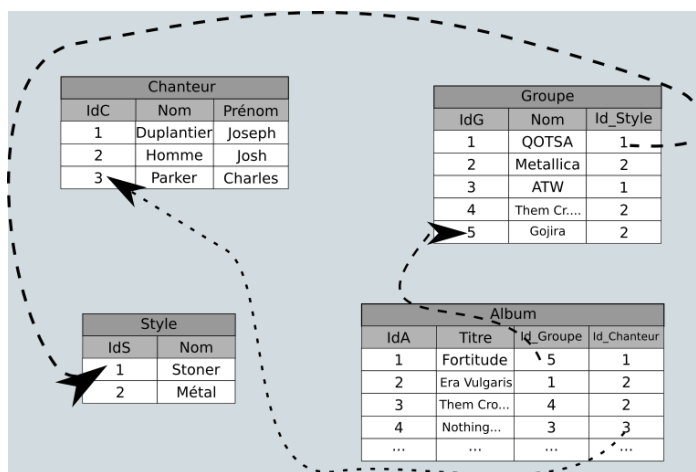 Chanteur
IdC Nom Prénom
1 Duplantier Joseph
2 Homme Josh
3 Parker Charles
Groupe
IdG Nom Id_Style
1 QOTSA 1
2 Metallica 2
3 ATW 1
4 Them Cr.... 2
5 Gojira 2
Style
IdS Nom
1 Stoner
2 Métal
Album
IdA Titre Id_Groupe Id_Chanteur
1 Fortitude 5 1
2 Era Vulgaris 1 2
3 Them Cro... 4 2
4 Nothing... 3 3
... ... ... ...